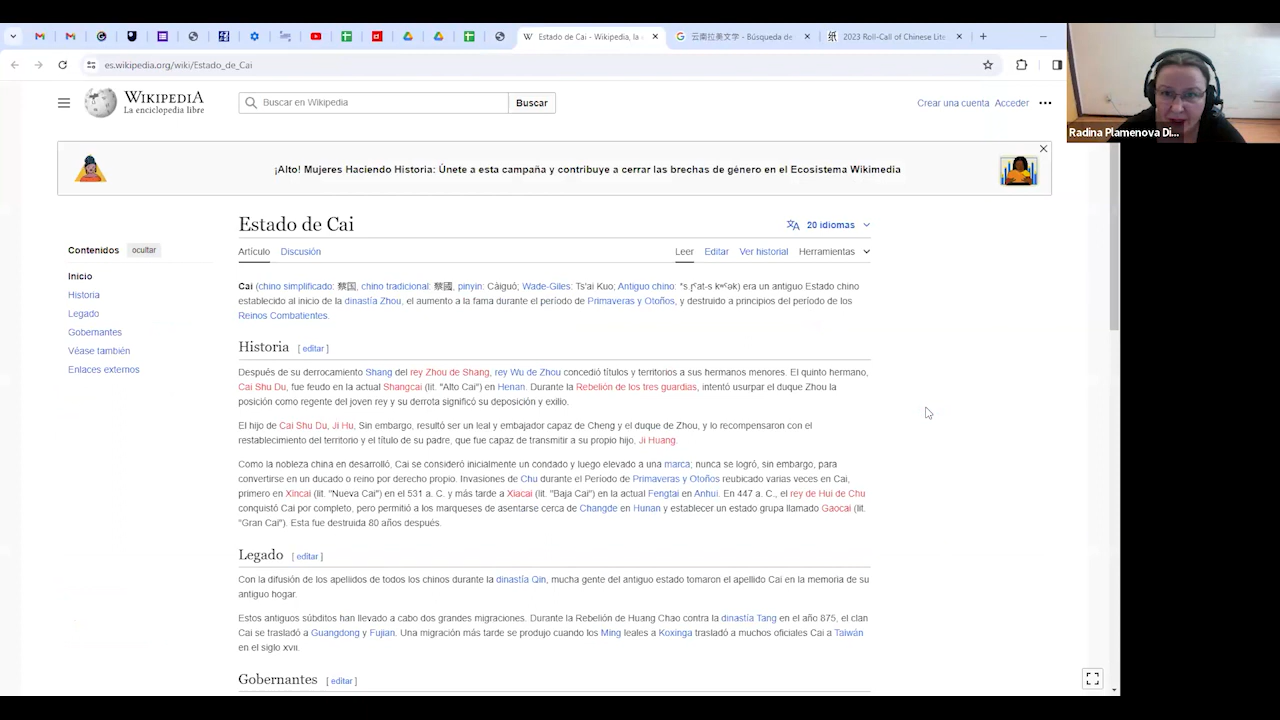 Estado de Cai - Wikipedia, la
云南拉美文学 - Búsqueda de
2023 Roll-Call of Chinese Lite
es.wikipedia.org/wiki/Estado_de_Cai
WIKIPEDIA
La enciclopedia libre
Buscar en Wikipedia
Buscar
Crear una cuenta Acceder
Radina Plamenova Di...
¡Alto! Mujeres Haciendo Historia: Únete a esta campaña y contribuye a cerrar las brechas de género en el Ecosistema Wikimedia
Estado de Cai
20 idiomas
Contenidos ocultar
Artículo Discusión
Leer Editar Ver historial Herramientas
Inicio
Historia
Legado
Gobernantes
Véase también
Enlaces externos
Cai (chino simplificado: 蔡国, chino tradicional: 蔡國, pinyin: Càiguó; Wade-Giles: Ts'ai Kuo; Antiguo chino: era un antiguo Estado chino
establecido al inicio de la dinastía Zhou, el aumento a la fama durante el período de Primaveras y Otoños, y destruido a principios del período de los
Reinos Combatientes.
Historia [ editar ]
Después de su derrocamiento Shang del rey Zhou de Shang, rey Wu de Zhou concedió títulos y territorios a sus hermanos menores. El quinto hermano,
Cai Shu Du, fue feudo en la actual Shangcai (lit. "Alto Cai") en Henan. Durante la Rebelión de los tres guardias, intentó usurpar el duque Zhou la
posición como regente del joven rey y su derrota significó su deposición y exilio.
El hijo de Cai Shu Du, Ji Hu, Sin embargo, resultó ser un leal y embajador capaz de Cheng y el duque de Zhou, y lo recompensaron con el
restablecimiento del territorio y el título de su padre, que fue capaz de transmitir a su propio hijo, Ji Huang.
Como la nobleza china en desarrolló, Cai se consideró inicialmente un condado y luego elevado a una marca; nunca se logró, sin embargo, para
convertirse en un ducado o reino por derecho propio. Invasiones de Chu durante el Período de Primaveras y Otoños reubicado varias veces en Cai,
primero en Xincai (lit. "Nueva Cai") en el 531 a. C. y más tarde a Xiacai (lit. "Baja Cai") en la actual Fengtai en Anhui. En 447 a. C., el rey de Hui de Chu
conquistó Cai por completo, pero permitió a los marqueses de asentarse cerca de Changde en Hunan y establecer un estado grupa llamado Gaocai (lit.
"Gran Cai"). Esta fue destruida 80 años después.
Legado [ editar ]
Con la difusión de los apellidos de todos los chinos durante la dinastía Qin, mucha gente del antiguo estado tomaron el apellido Cai en la memoria de su
antiguo hogar.
Estos antiguos súbditos han llevado a cabo dos grandes migraciones. Durante la Rebelión de Huang Chao contra la dinastía Tang en el año 875, el clan
Cai se trasladó a Guangdong y Fujian. Una migración más tarde se produjo cuando los Ming leales a Koxinga trasladó a muchos oficiales Cai a Taiwán
en el siglo XVII.
Gobernantes [ editar ]